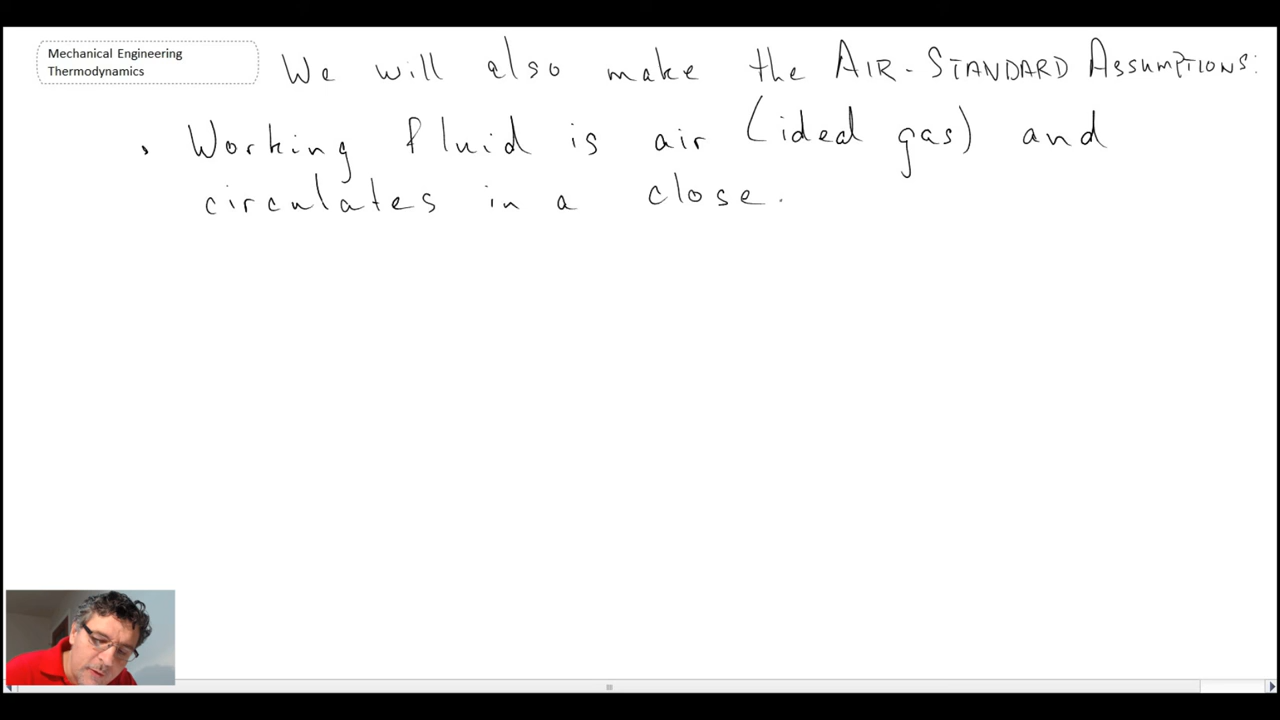 Mechanical Engineering
Thermodynamics
We will also make the AIR-STANDARD ASSUMPTIONS:
Working fluid is air (ideal gas) and
circulates in a close.